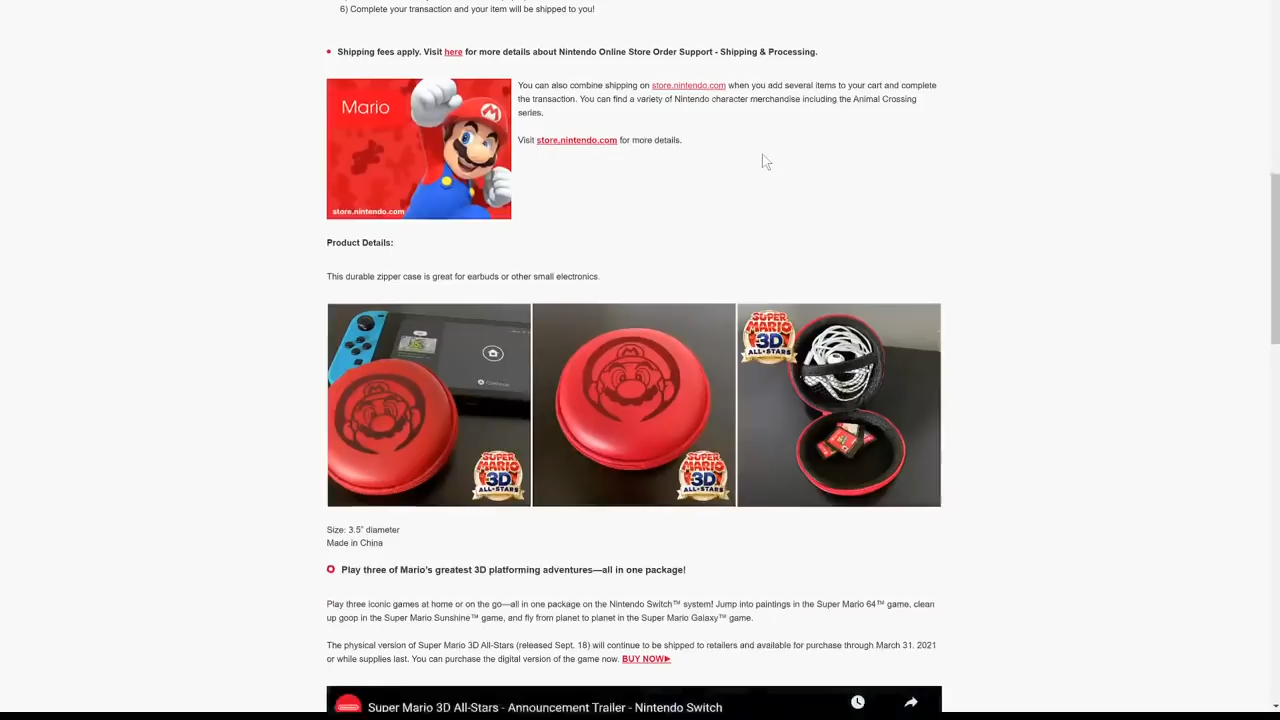 6) Complete your transaction and your item will be shipped to you!
Shipping fees apply. Visit here for more details about Nintendo Online Store Order Support - Shipping & Processing.
Mario
store.nintendo.com
You can also combine shipping on store.nintendo.com when you add several items to your cart and complete
the transaction. You can find a variety of Nintendo character merchandise including the Animal Crossing
series.
Visit store.nintendo.com for more details.
Product Details:
This durable zipper case is great for earbuds or other small electronics.
SUPER MARIO 3D ALL-STARS
SUPER MARIO 3D ALL-STARS
SUPER MARIO 3D ALL-STARS
Size: 3.5" diameter
Made in China
Play three of Mario's greatest 3D platforming adventures—all in one package!
Play three iconic games at home or on the go—all in one package on the Nintendo Switch™ system! Jump into paintings in the Super Mario 64™ game, clean
up goop in the Super Mario Sunshine™ game, and fly from planet to planet in the Super Mario Galaxy™ game.
The physical version of Super Mario 3D All-Stars (released Sept. 18) will continue to be shipped to retailers and available for purchase through March 31. 2021
or while supplies last. You can purchase the digital version of the game now. BUY NOW▶
Super Mario 3D All-Stars - Announcement Trailer - Nintendo Switch